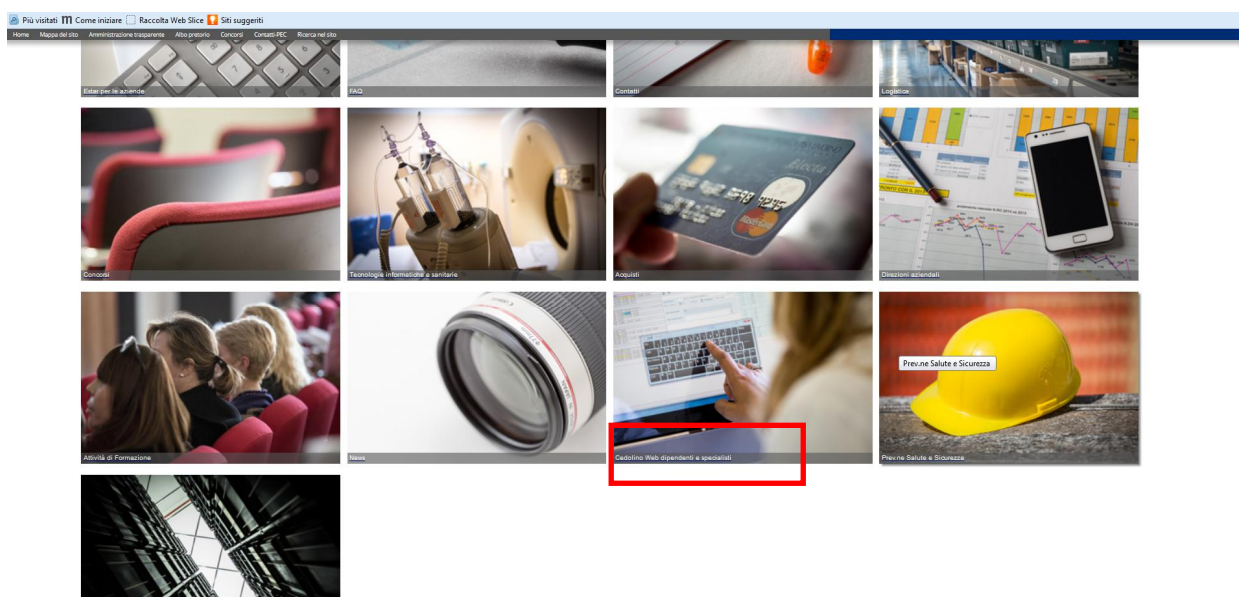 Più visitati Come iniziare Raccolta Web Slice Siti suggeriti
Home Mappa del sito Amministrazione trasparente Albo pretorio Concorsi Contatti-PEC Ricerca nel sito
Estar per le aziende
FAQ
Contatti
Logistica
Concorsi
Tecnologie informatiche e sanitarie
Acquisti
Direzioni aziendali
Attività di Formazione
News
Cedolino Web dipendenti e specialisti
Prev.ne Salute e Sicurezza
Prev.ne Salute e Sicurezza